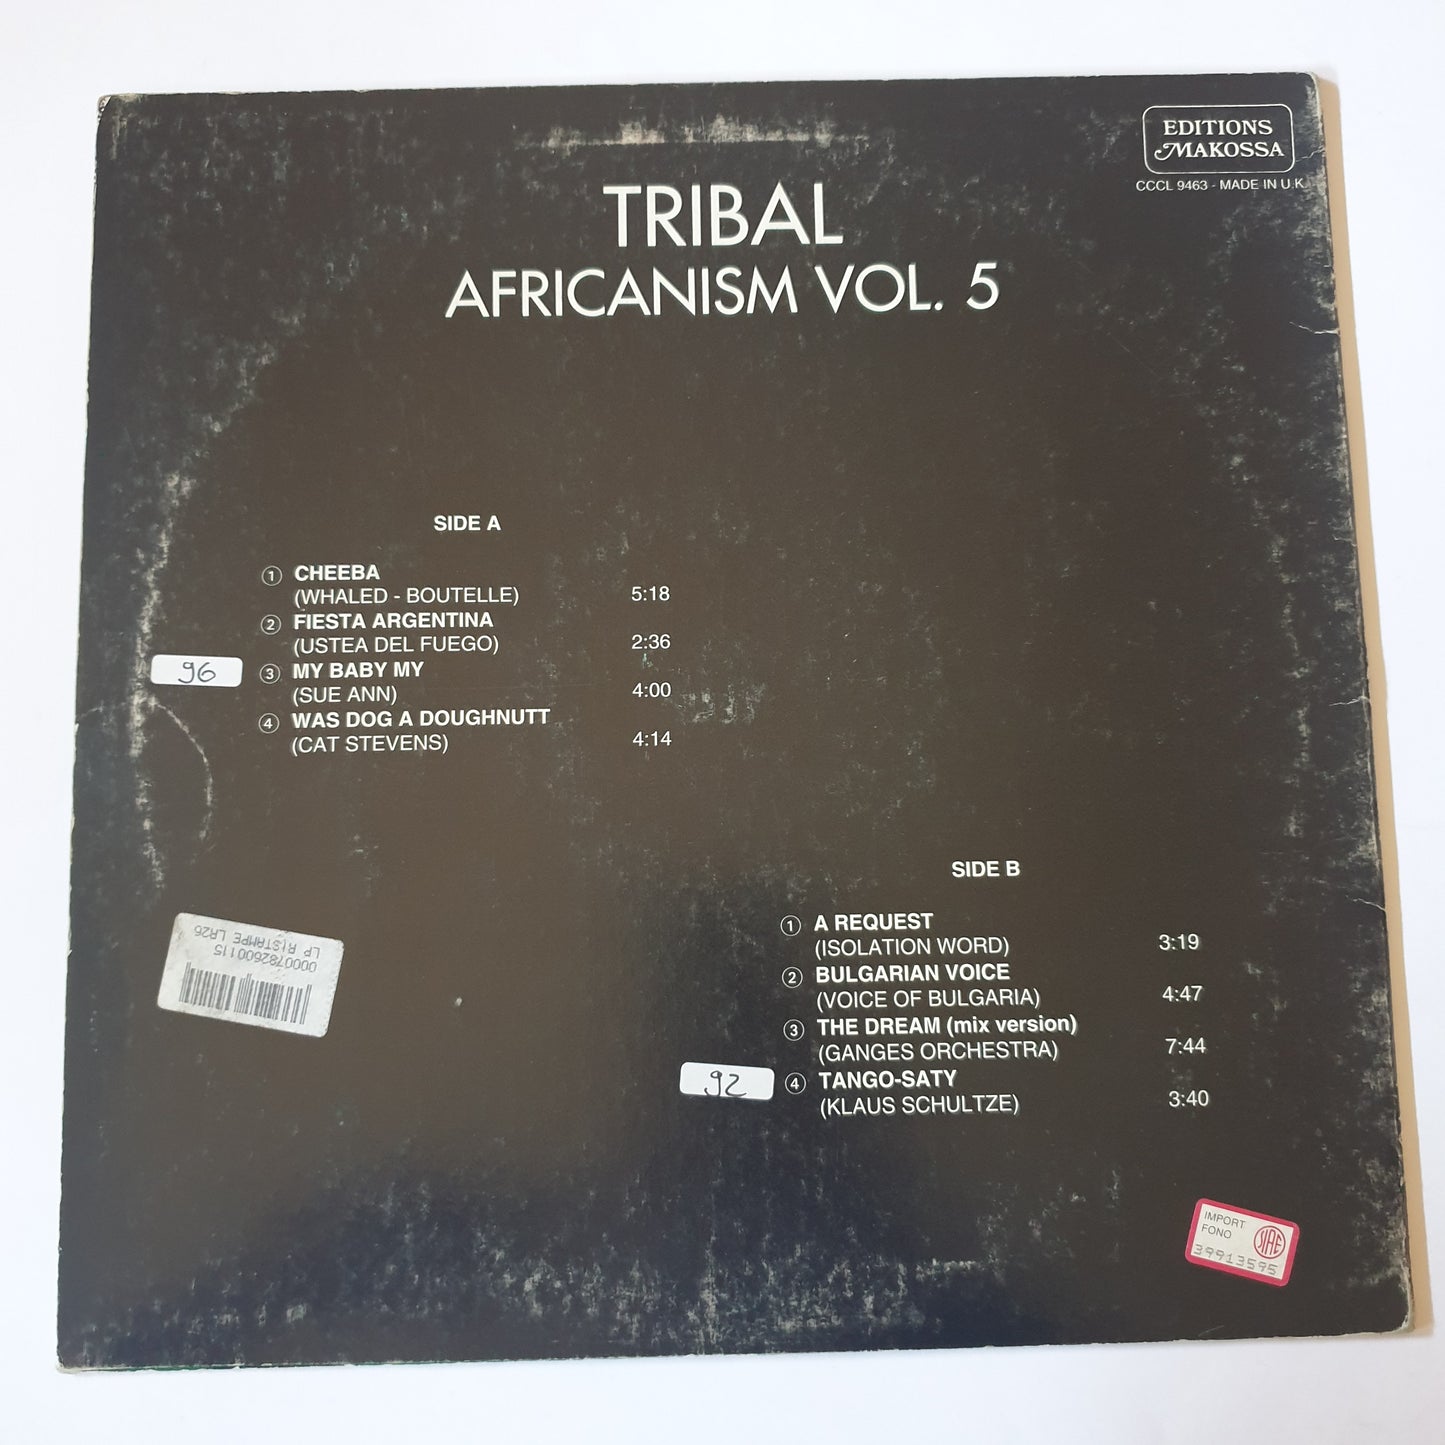 EDITIONS
MAKOSSA
CCCL 9463 - MADE IN U.K.
TRIBAL
AFRICANISM VOL. 5
SIDE A
1 CHEEBA
(WHALED - BOUTELLE) 5:18
2 FIESTA ARGENTINA
(USTEA DEL FUEGO) 2:36
96
3 MY BABY MY
(SUE ANN) 4:00
4 WAS DOG A DOUGHNUTT
(CAT STEVENS) 4:14
SIDE B
1 A REQUEST
(ISOLATION WORD) 3:19
2 BULGARIAN VOICE
(VOICE OF BULGARIA) 4:47
3 THE DREAM (mix version)
(GANGES ORCHESTRA) 7:44
92
4 TANGO-SATY
(KLAUS SCHULTZE) 3:40
0000782600115
LP RISTAMPE LR26
IMPORT
FONO
SIAE
39913595